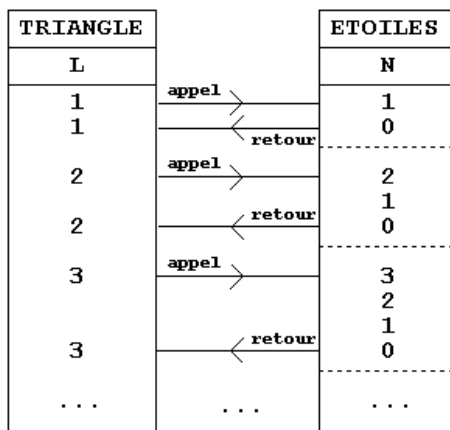 TRIANGLE ETOILES
L N
appel
1 1
1 0
retour
appel
2 2
1
retour
2 0
appel
3 3
2
1
retour
3 0
... ... ...